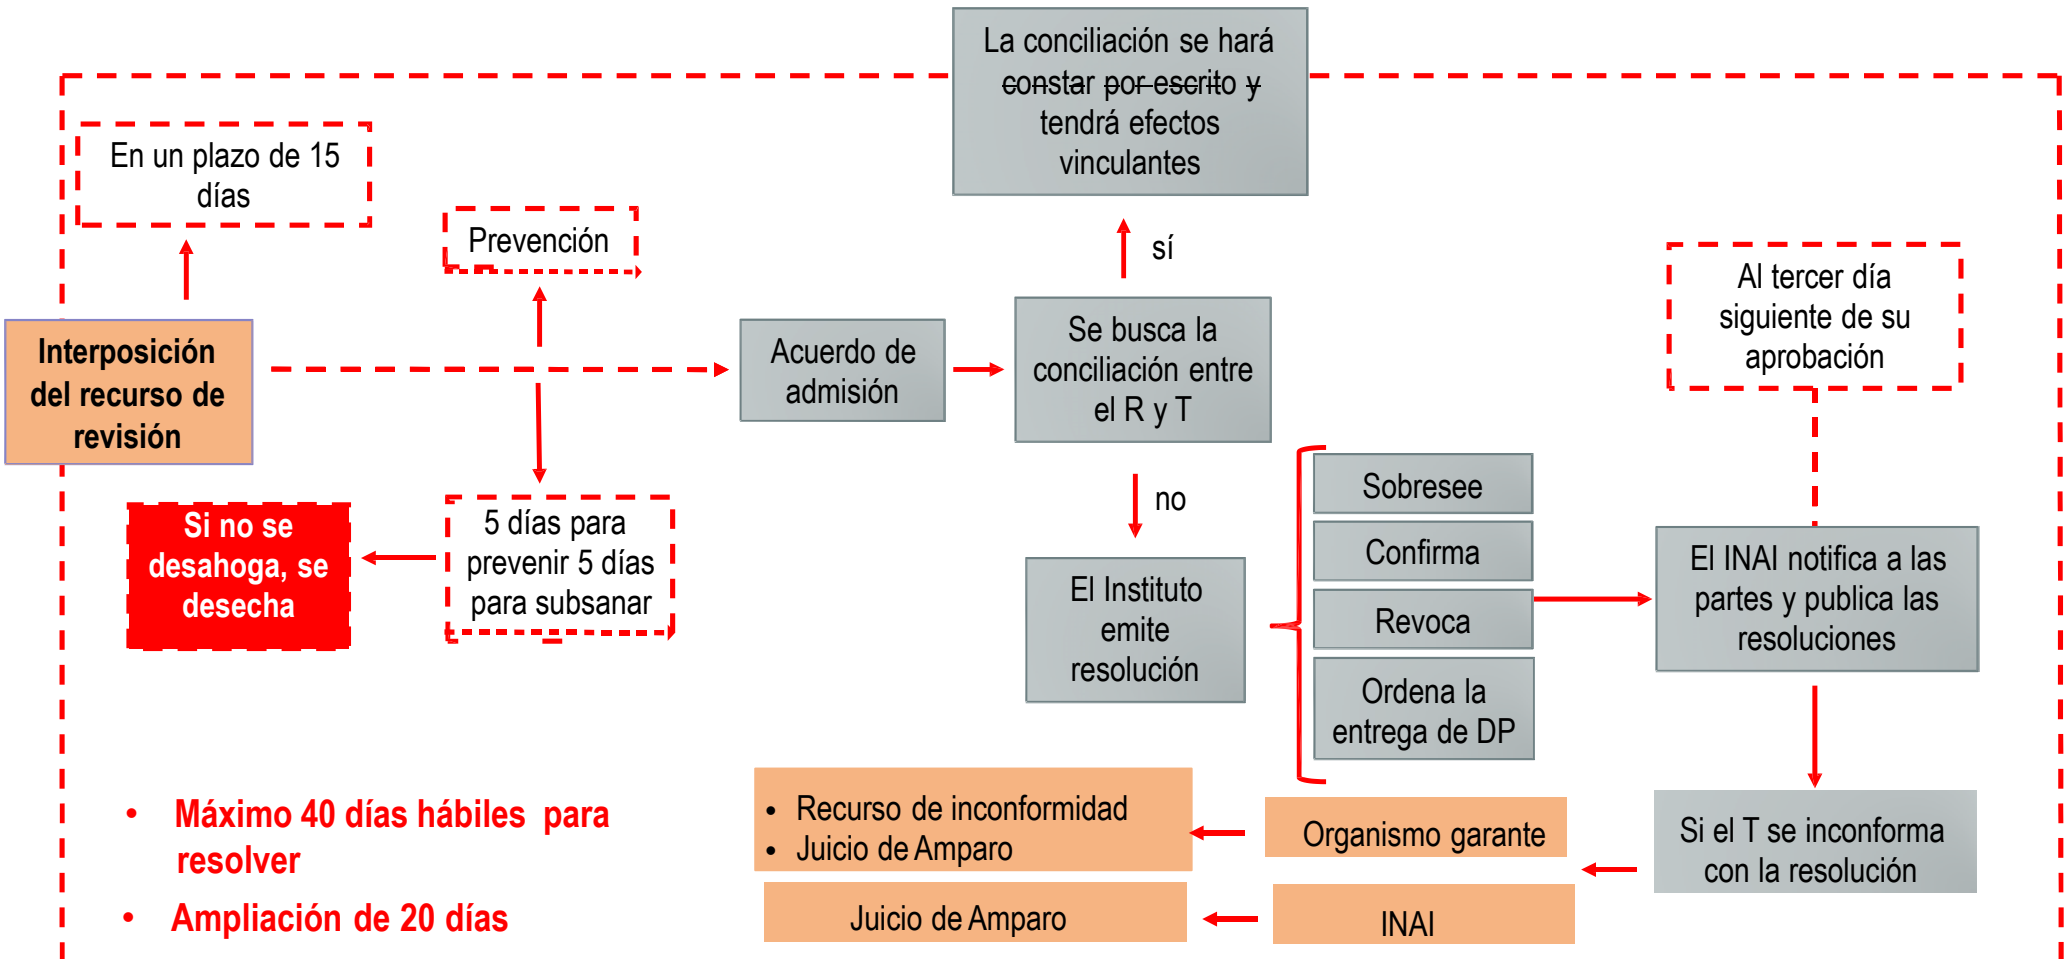 La conciliación se hará
constar por escrito y
tendrá efectos
vinculantes
En un plazo de 15
días
Prevención
sí
Al tercer día
siguiente de su
aprobación
Interposición
del recurso de
revisión
Acuerdo de
admisión
Se busca la
conciliación entre
el R y T
no
Si no se
desahoga, se
desecha
5 días para
prevenir 5 días
para subsanar
El Instituto
emite
resolución
Sobresee
Confirma
Revoca
Ordena la
entrega de DP
El INAI notifica a las
partes y publica las
resoluciones
Si el T se inconforma
con la resolución
Organismo garante
• Recurso de inconformidad
• Juicio de Amparo
INAI
Juicio de Amparo
• Máximo 40 días hábiles para
resolver
• Ampliación de 20 días